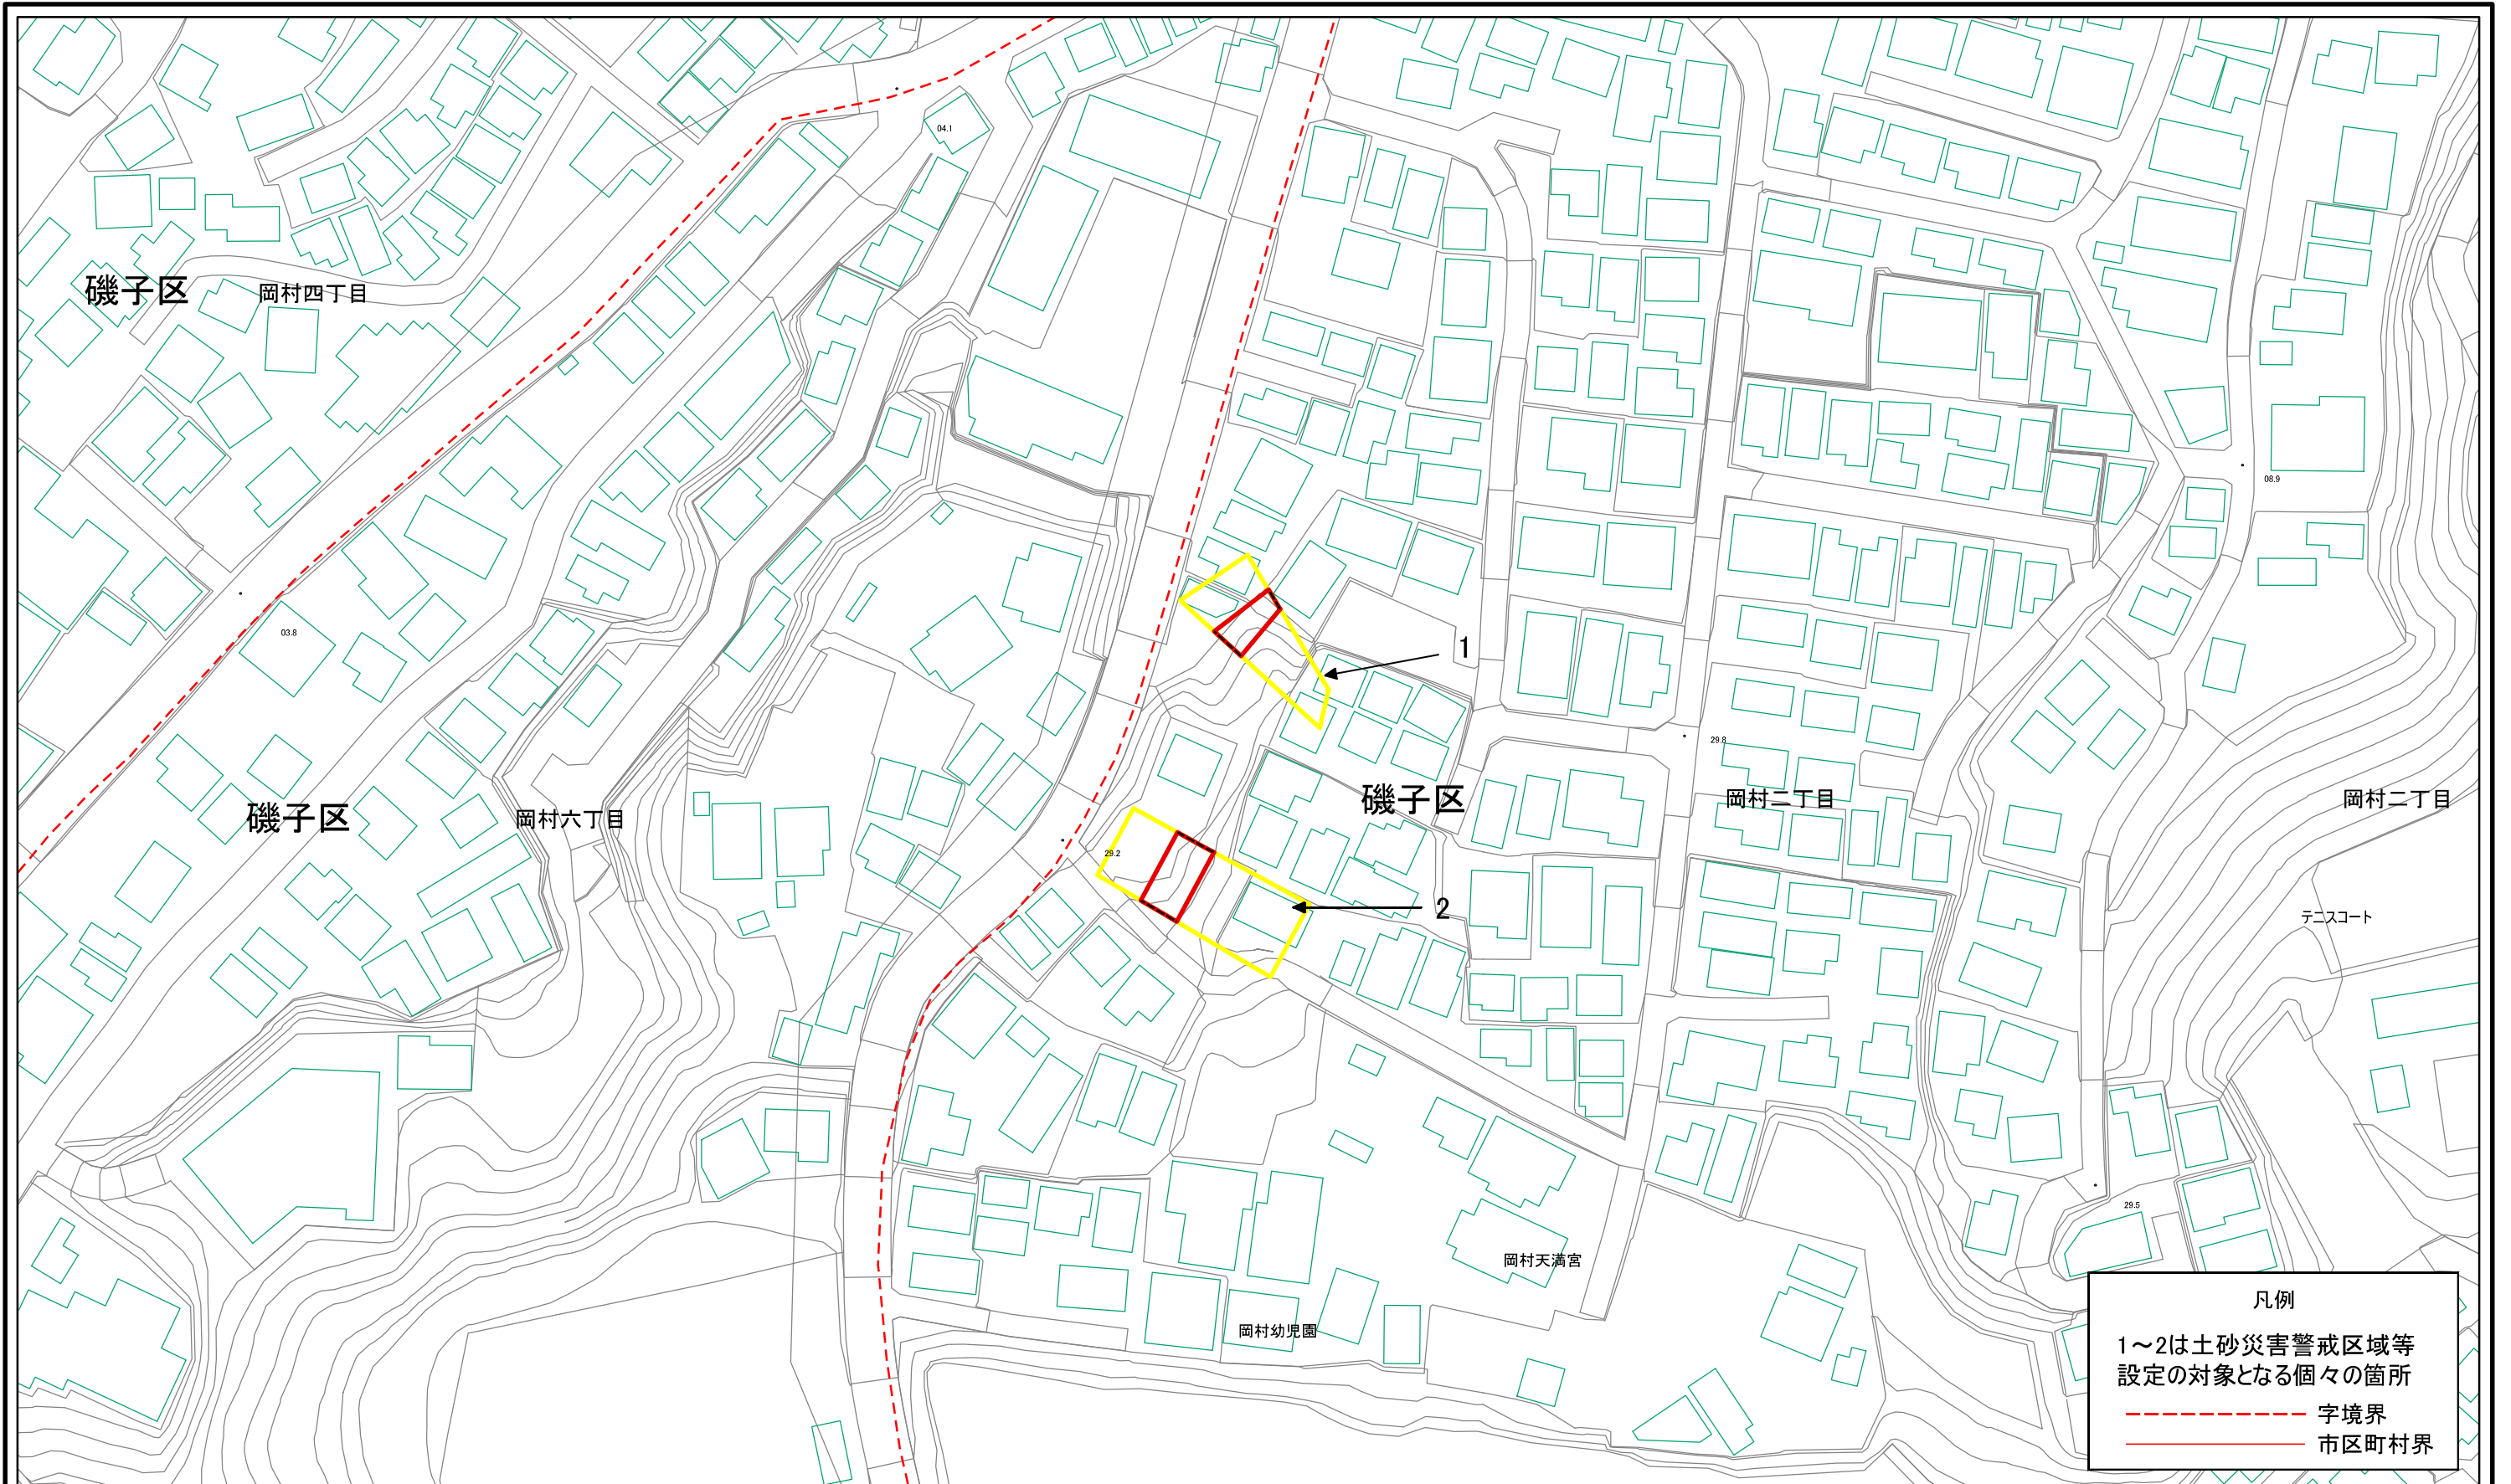 04.1
磯子区
岡村四丁目
08.9
03.8
1
29.8
磯子区
岡村二丁目
岡村二丁目
磯子区
岡村六丁目
29.2
2
テニスコート
29.5
岡村天満宮
岡村幼児園
凡例
1～2は土砂災害警戒区域等
設定の対象となる個々の箇所
字境界
市区町村界